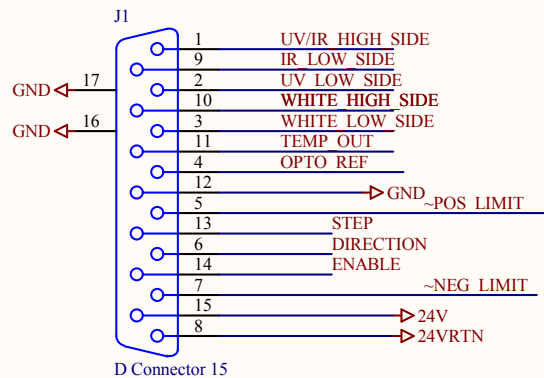 J1
1 UV/IR_HIGH_SIDE
9 IR_LOW_SIDE
GND 17 2 UV_LOW_SIDE
10 WHITE_HIGH_SIDE
GND 16 3 WHITE_LOW_SIDE
11 TEMP_OUT
4 OPTO_REF
12 GND
5 ~POS_LIMIT
13 STEP
6 DIRECTION
14 ENABLE
7 ~NEG_LIMIT
15 24V
8 24VRTN
D Connector 15